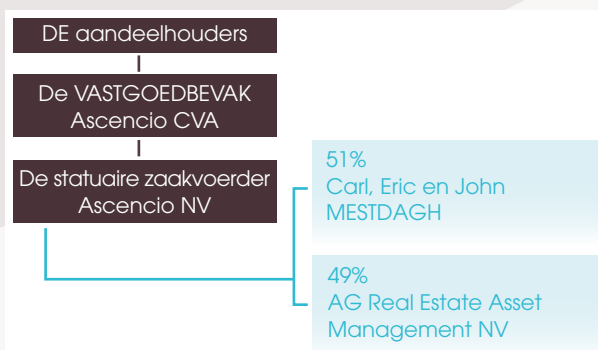 DE aandeelhouders
De VASTGOEDBEVAK
Ascencio CVA
De statuaire zaakvoerder
Ascencio NV
51%
Carl, Eric en John
MESTDAGH
49%
AG Real Estate Asset
Management NV